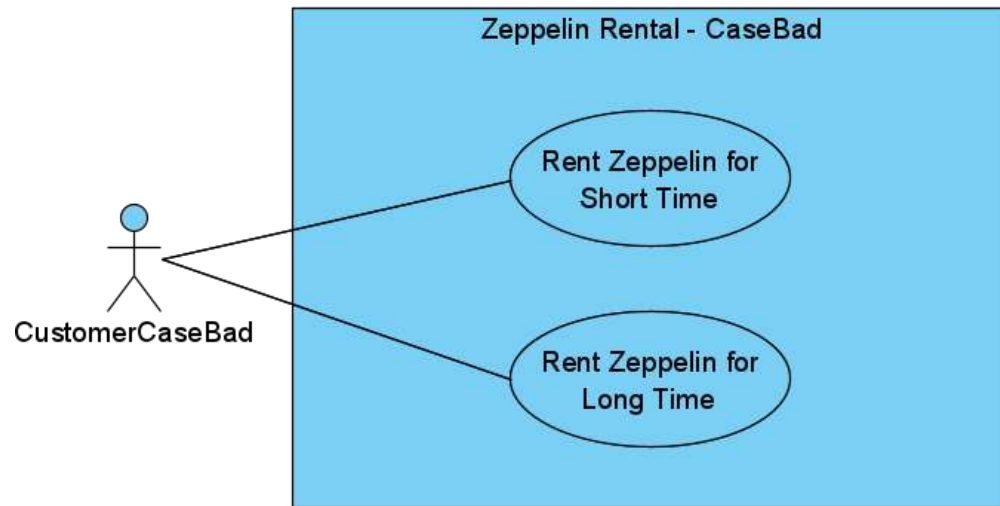 Zeppelin Rental - CaseBad
Rent Zeppelin for
Short Time
CustomerCaseBad
Rent Zeppelin for
Long Time